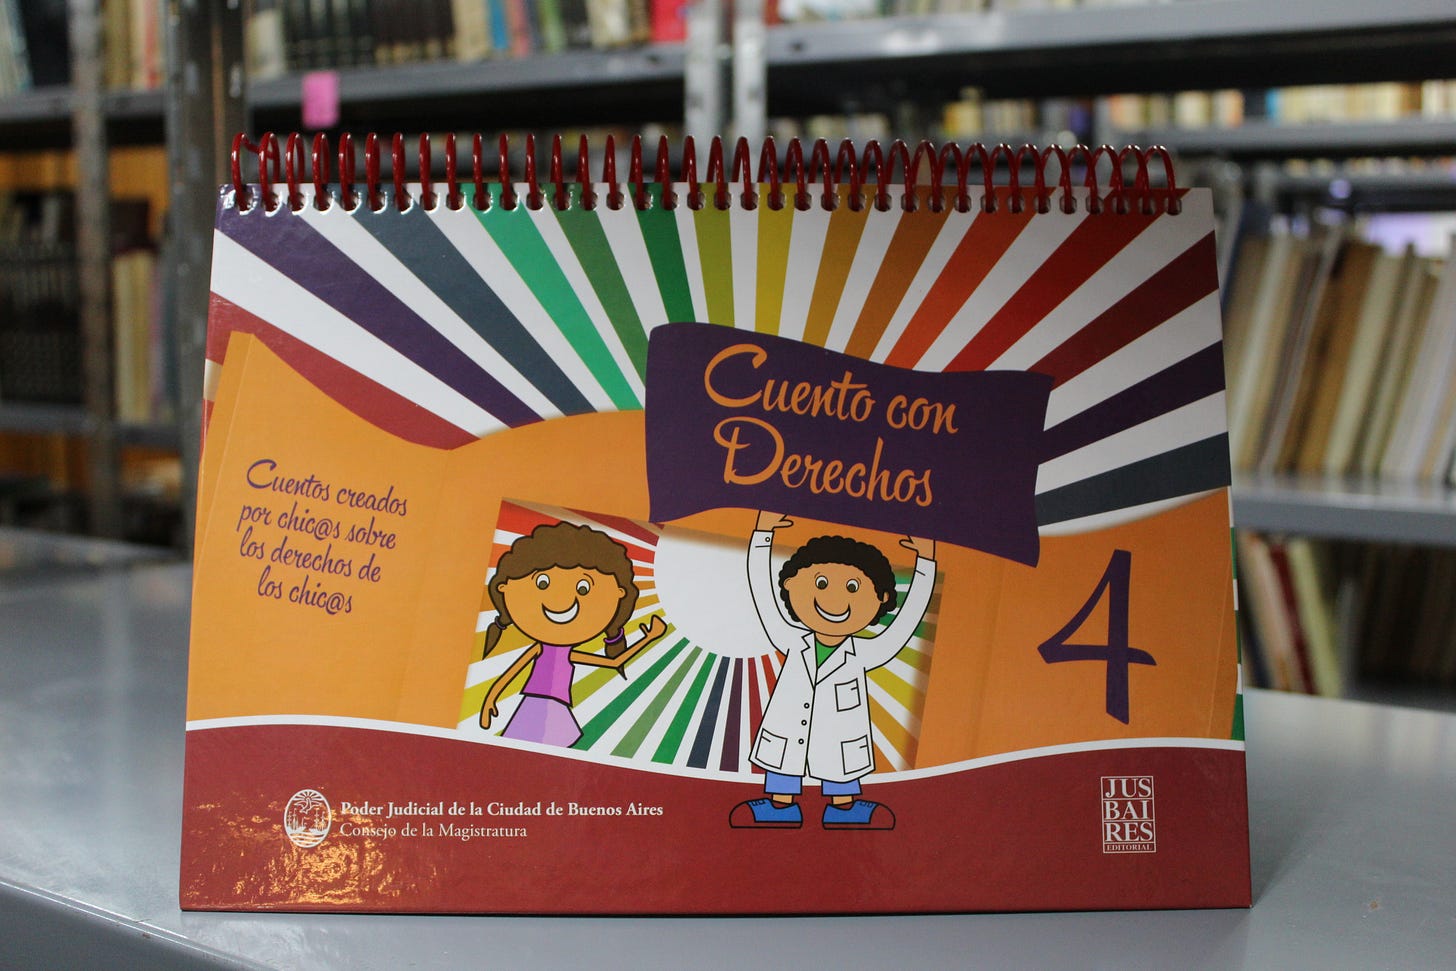 Cuento con
Derechos
Cuentos creados
por chic@s sobre
los derechos de
los chic@s
4
Poder Judicial de la Ciudad de Buenos Aires
Consejo de la Magistratura
JUS
BAI
RES
EDITORIAL